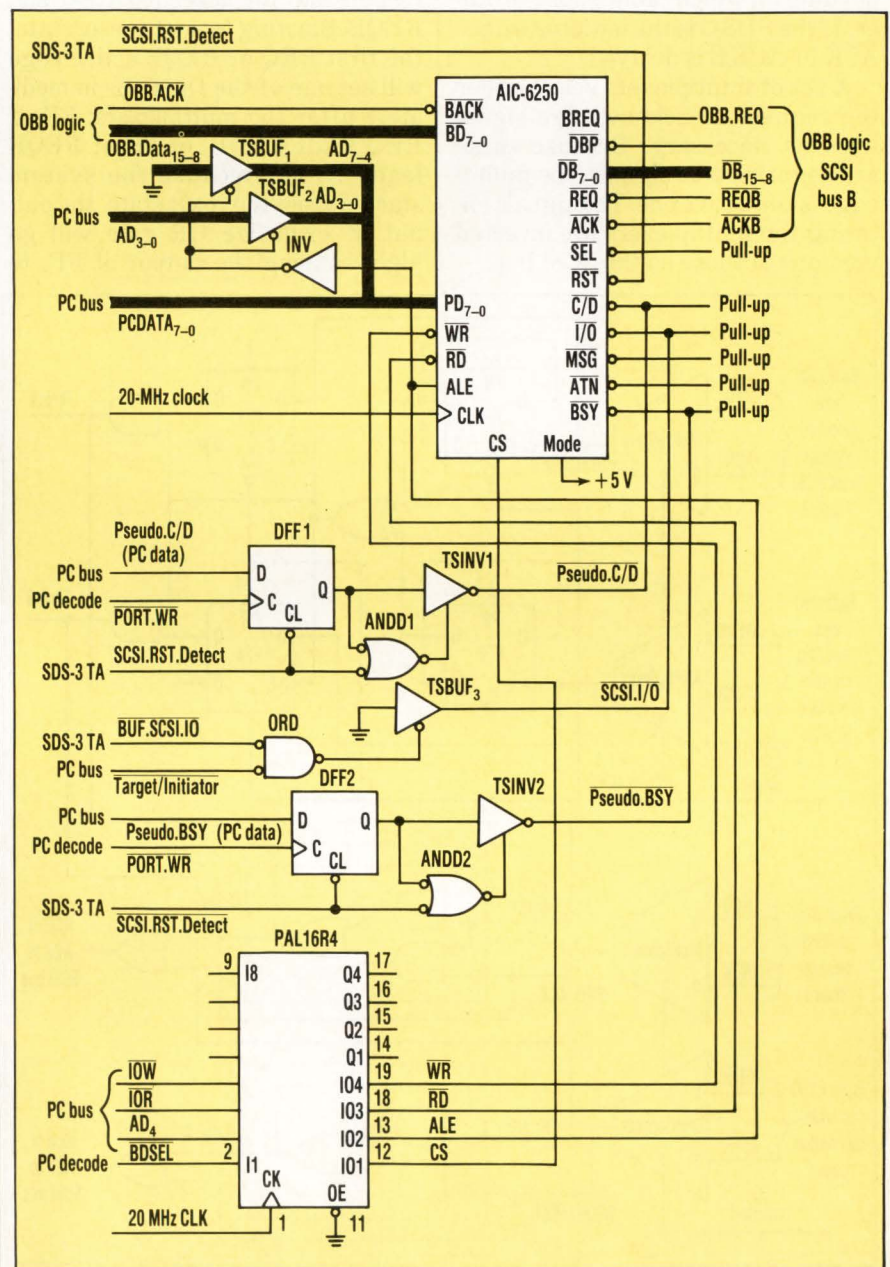 SDS-3 TA SCSI.RST.Detect
OBB.ACK
OBB logic
OBB.Data15–8
TSBUF1
AD7–4
TSBUF2
AD3–0
PC bus
AD3–0
INV
PC bus
PCDATA7–0
20-MHz clock
AIC-6250
BACK
BD7–0
PD7–0
WR
RD
ALE
CLK
CS
Mode
+5 V
BREQ
DBP
DB7–0
REQ
ACK
SEL
RST
C/D
I/O
MSG
ATN
BSY
OBB.REQ
DB15–8
REQB
ACKB
Pull-up
Pull-up
Pull-up
Pull-up
Pull-up
Pull-up
OBB logic
SCSI
bus B
Pseudo.C/D
(PC data)
DFF1
PC bus
D
Q
TSINV1
Pseudo.C/D
PC decode
C
PORT.WR
CL
ANDD1
SDS-3 TA SCSI.RST.Detect
TSBUF3
SCSI.I/O
SDS-3 TA BUF.SCSI.IO
ORD
PC bus
Target/Initiator
DFF2
PC bus
D
Q
TSINV2
Pseudo.BSY
PC decode Pseudo.BSY (PC data)
C
PORT.WR
CL
ANDD2
SDS-3 TA
SCSI.RST.Detect
PAL16R4
9 I8 Q4 17
Q3 16
Q2 15
Q1 14
IOW IO4 19 WR
IOR IO3 18 RD
PC bus
AD4 IO2 13 ALE
PC decode BDSEL 2 I1 IO1 12 CS
CK
OE
20 MHz CLK 1
11